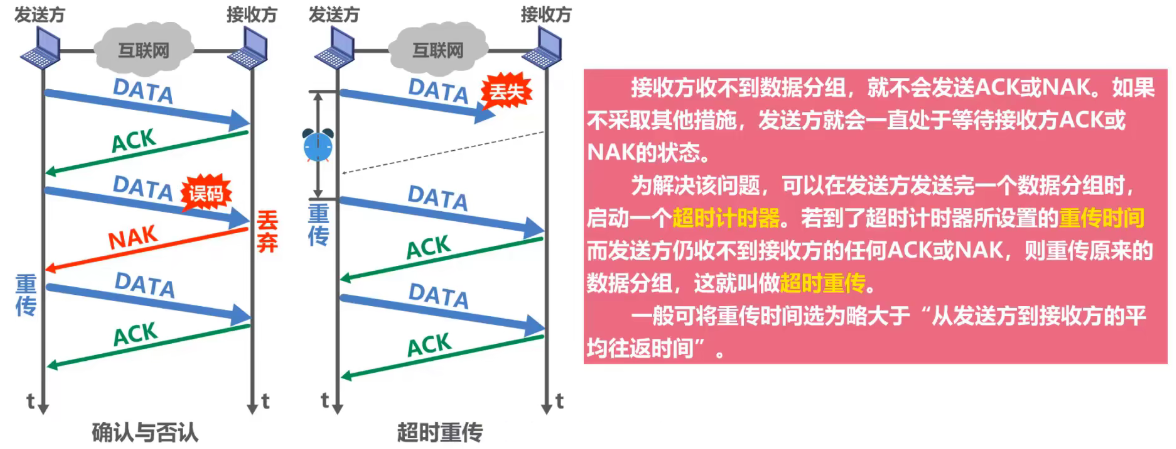 发送方
接收方
互联网
DATA
ACK
DATA
误码
NAK
丢弃
重传
DATA
ACK
t
t
确认与否认
发送方
接收方
互联网
DATA
丢失
重传
DATA
ACK
DATA
ACK
t
t
超时重传
接收方收不到数据分组，就不会发送ACK或NAK。如果
不采取其他措施，发送方就会一直处于等待接收方ACK或
NAK的状态。
为解决该问题，可以在发送方发送完一个数据分组时，
启动一个超时计时器。若到了超时计时器所设置的重传时间
而发送方仍收不到接收方的任何ACK或NAK，则重传原来的
数据分组，这就叫做超时重传。
一般可将重传时间选为略大于“从发送方到接收方的平
均往返时间”。